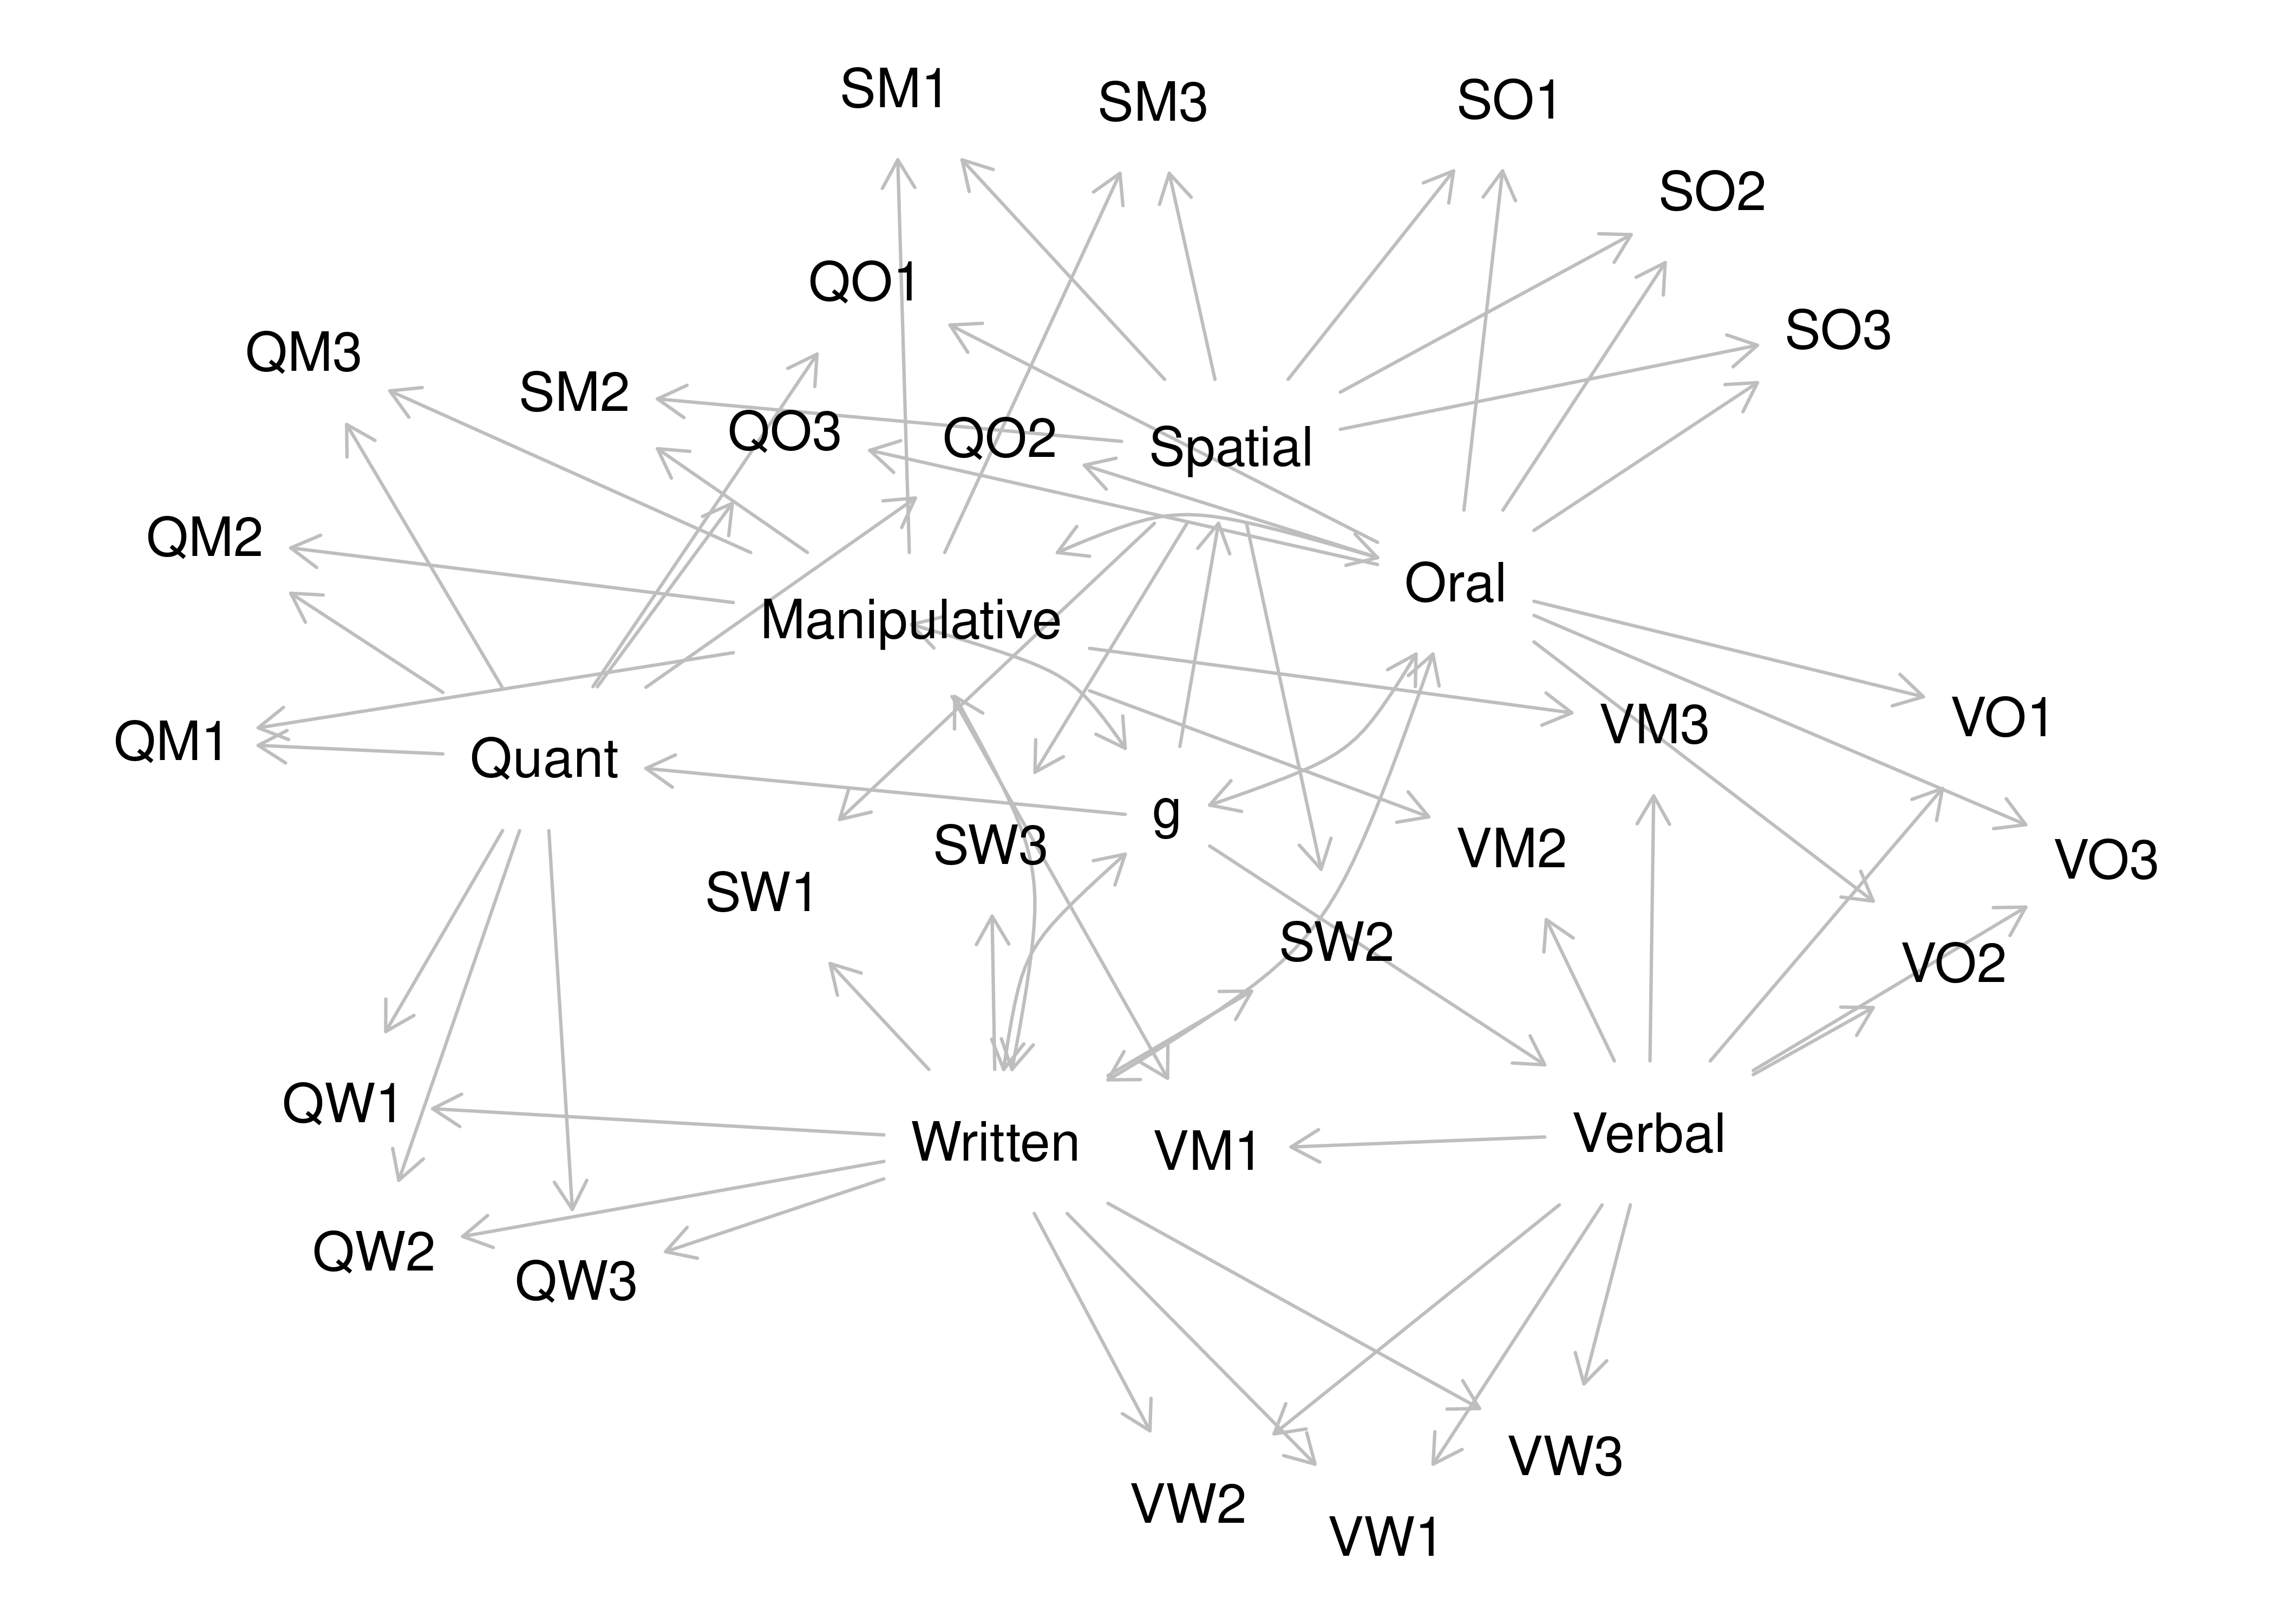 SM1
SM3
SO1
SO2
QO1
SO3
QM3
SM2
QO3
QO2
Spatial
QM2
Oral
Manipulative
VM3
VO1
QM1
Quant
g
SW3
VM2
VO3
SW1
SW2
VO2
QW1
Written
VM1
Verbal
QW2
QW3
VW3
VW2
VW1